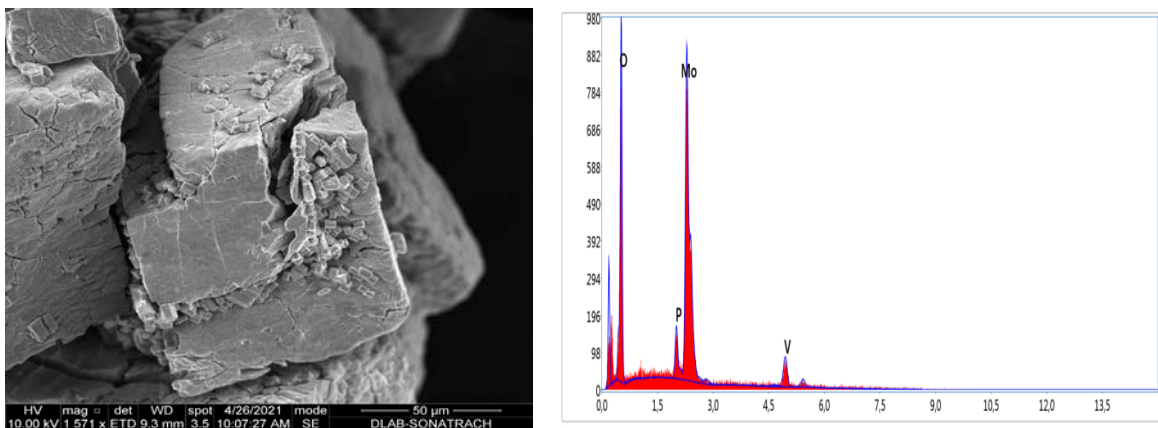 HV mag □ det WD spot 4/26/2021 mode 50 µm
10.00 kV 1 571 x ETD 9.3 mm 3.5 10:07:27 AM SE DLAB-SONATRACH
980
882
784
686
588
490
392
294
196
98
0
O
Mo
P
V
0,0 1,5 3,0 4,5 5,5 7,5 9,0 10,5 12,0 13,5